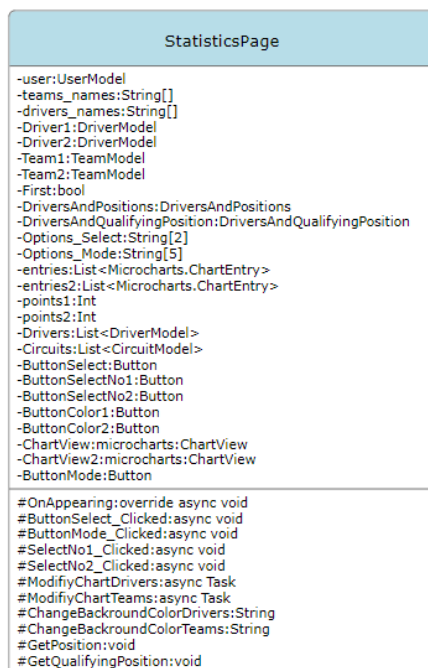 StatisticsPage
-user:UserModel
-teams_names:String[]
-drivers_names:String[]
-Driver1:DriverModel
-Driver2:DriverModel
-Team1:TeamModel
-Team2:TeamModel
-First:bool
-DriversAndPositions:DriversAndPositions
-DriversAndQualifyingPosition:DriversAndQualifyingPosition
-Options_Select:String[2]
-Options_Mode:String[5]
-entries:List<Microcharts.ChartEntry>
-entries2:List<Microcharts.ChartEntry>
-points1:Int
-points2:Int
-Drivers:List<DriverModel>
-Circuits:List<CircuitModel>
-ButtonSelect:Button
-ButtonSelectNo1:Button
-ButtonSelectNo2:Button
-ButtonColor1:Button
-ButtonColor2:Button
-ChartView:microcharts:ChartView
-ChartView2:microcharts:ChartView
-ButtonMode:Button
#OnAppearing:override async void
#ButtonSelect_Clicked:async void
#ButtonMode_Clicked:async void
#SelectNo1_Clicked:async void
#SelectNo2_Clicked:async void
#ModifiyChartDrivers:async Task
#ModifiyChartTeams:async Task
#ChangeBackroundColorDrivers:String
#ChangeBackroundColorTeams:String
#GetPosition:void
#GetQualifyingPosition:void